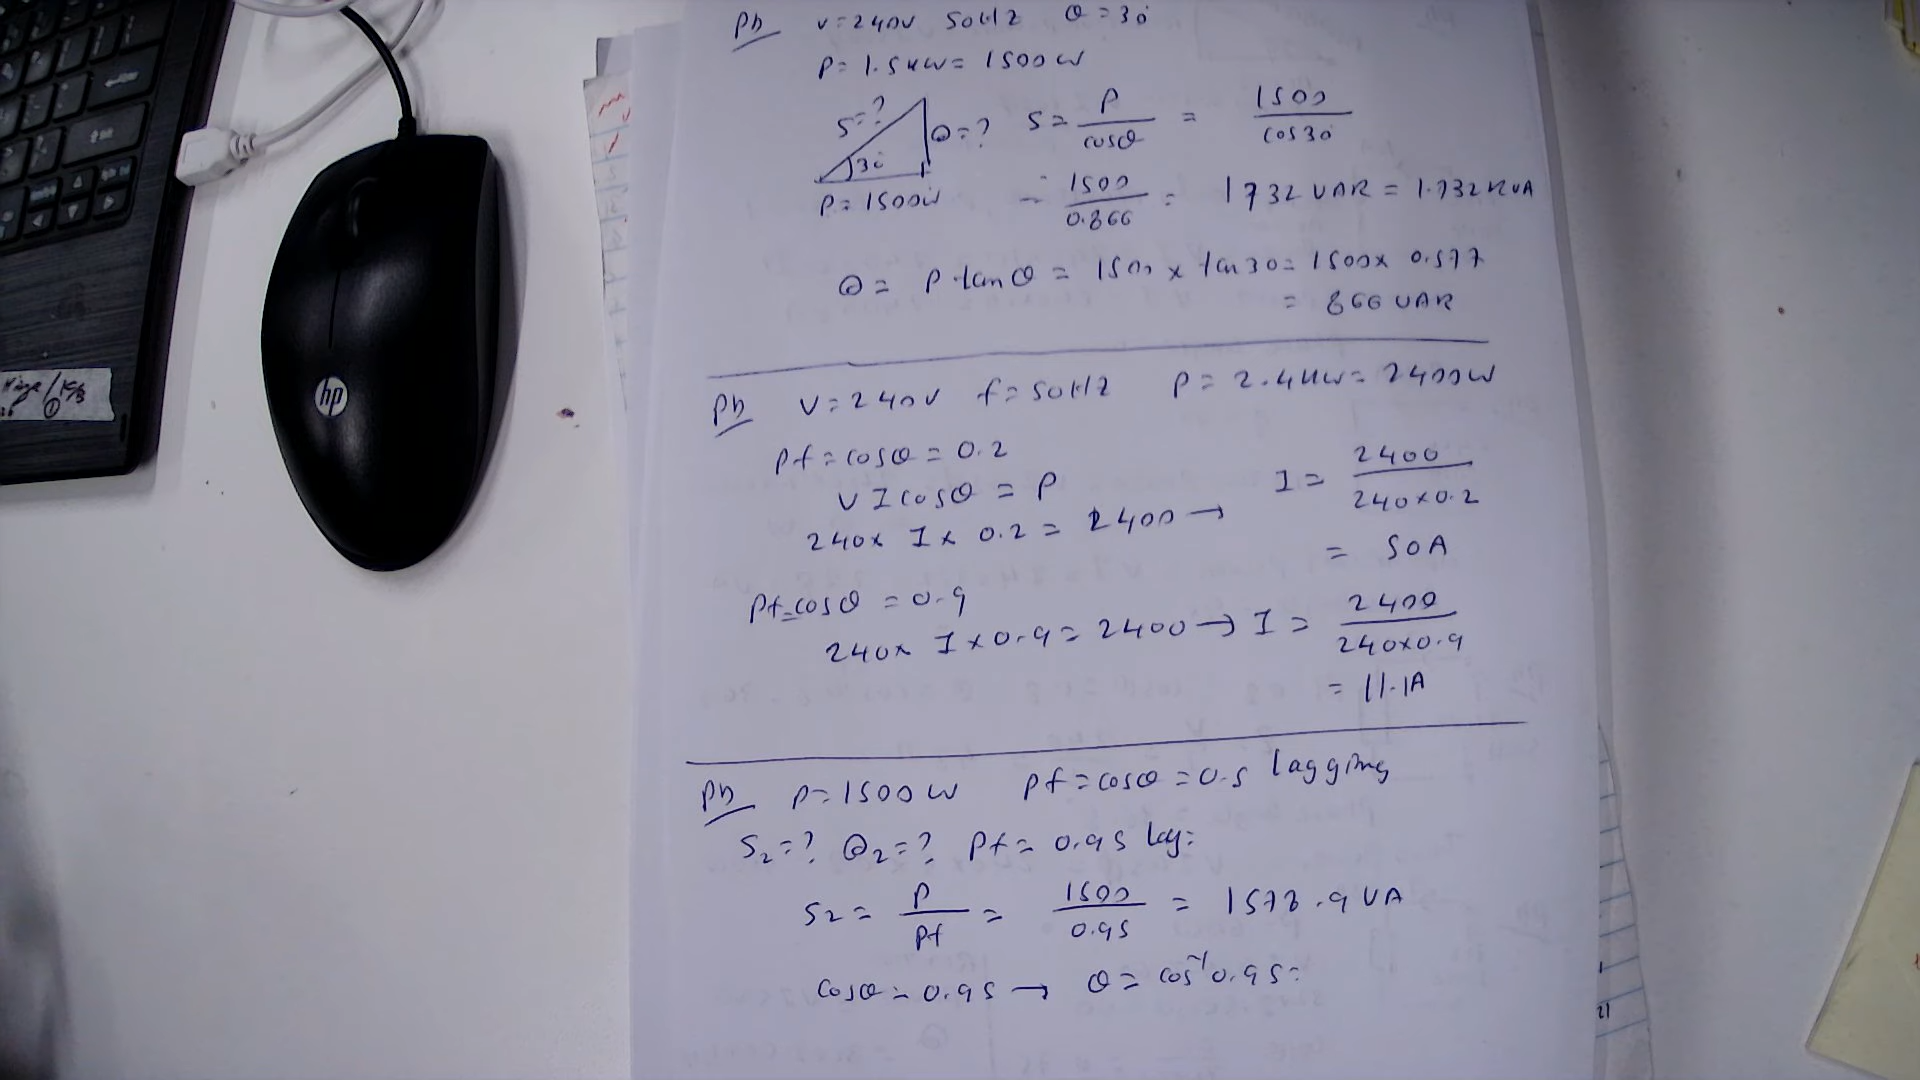 Pb V=240V 50Hz θ=30°
P=1.5KW=1500W
S=? Q=? 30°
P=1500W
S=P/cosθ = 1500/cos30
= 1500/0.866 = 1732 VAR = 1.732 KVA
Q = P tanθ = 1500 x tan30 = 1500x 0.577
= 866 VAR
Pb V=240V f=50Hz P=2.4KW=2400W
Pf=cosθ=0.2
VIcosθ=P
240x I x 0.2=2400 → I=2400/240x0.2
= 50A
Pf=cosθ=0.9
240x I x0.9=2400 → I=2400/240x0.9
= 11.1A
Pb P=1500W Pf=cosθ=0.5 lagging
S2=? Q2=? Pf=0.95 lag:
S2=P/Pf = 1500/0.95 = 1578.9 VA
cosθ=0.95 → θ=cos⁻¹0.95=
hp
21